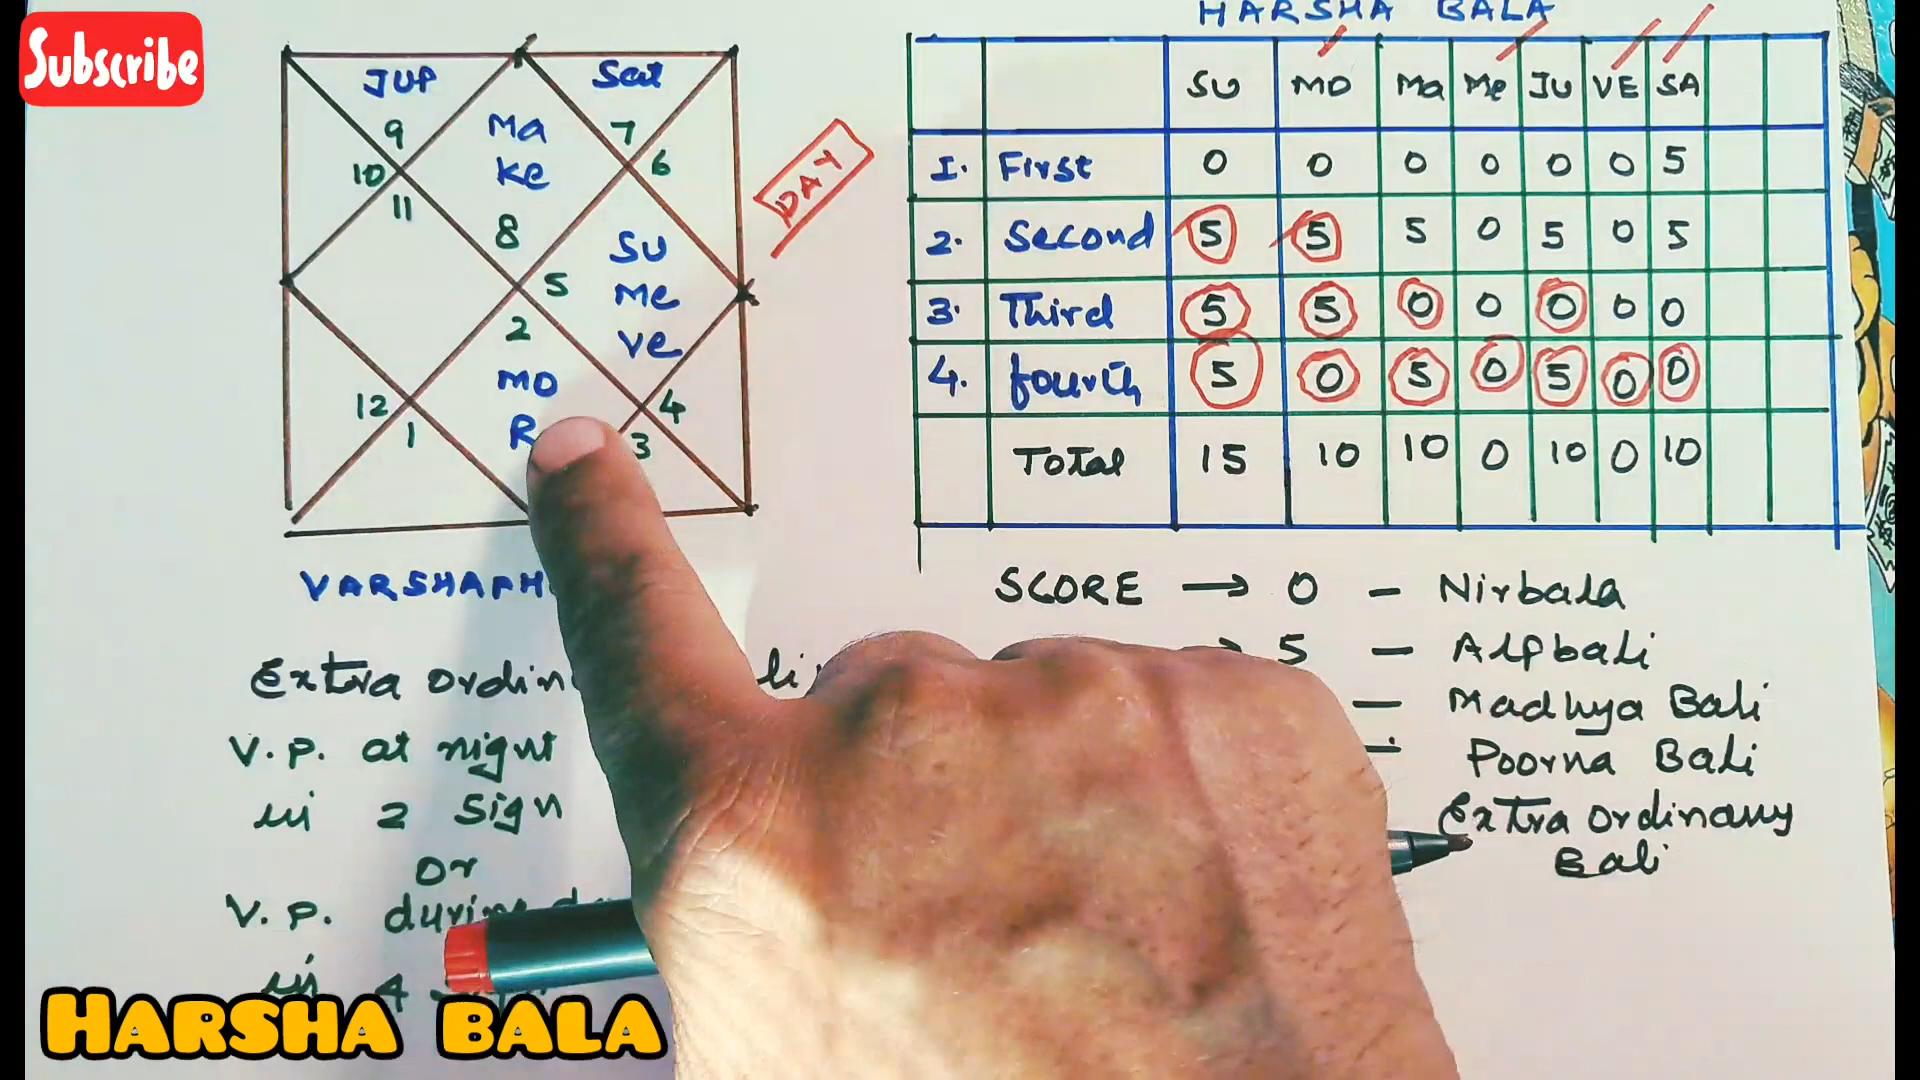 Subscribe
JUP
Sat
9
Ma
7
10
Ke
6
11
8
SU
5
Me
2
Ve
MO
12
4
1
3
DAY
HARSHA BALA
SU MO Ma Me JU VE SA
1. First 0 0 0 0 0 0 5
2. Second 5 5 5 0 5 0 5
3. Third 5 5 0 0 0 0 0
4. fourth 5 0 5 0 5 0 0
Total 15 10 10 0 10 0 10
SCORE → 0 - Nirbala
5 - Alpbali
- Madhya Bali
- Poorna Bali
Extra Ordinary
Bali
Extra
V.P. at night
in 2 Sign
or
V.P. during
in 4
HARSHA BALA